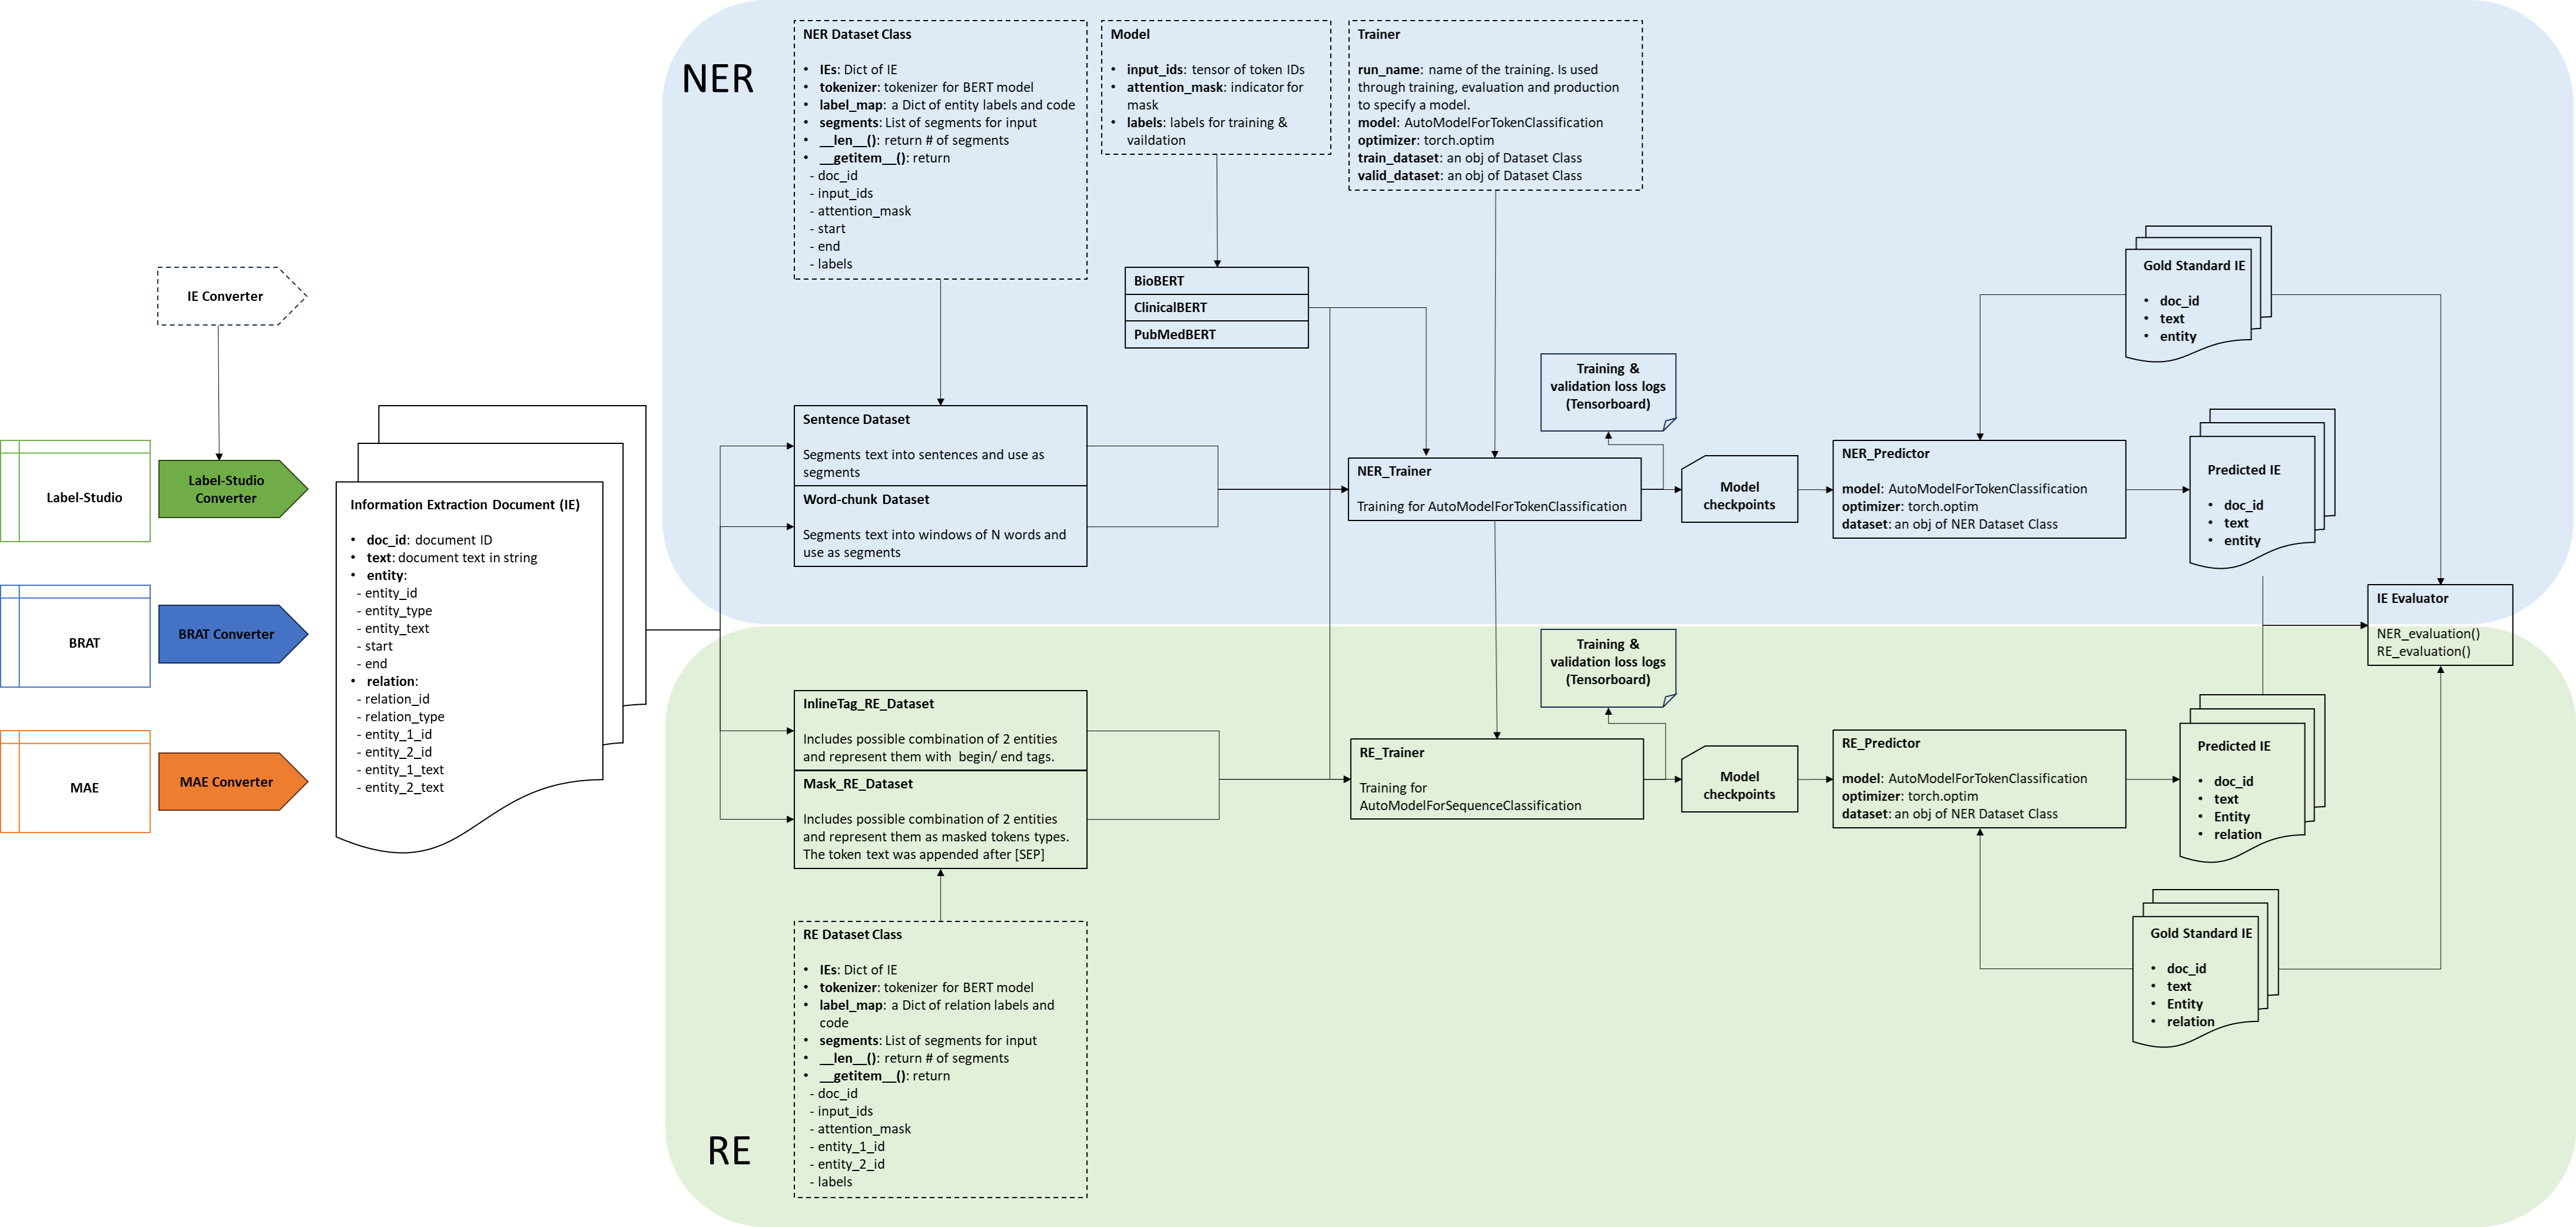 NER
NER Dataset Class
• IEs: Dict of IE
• tokenizer: tokenizer for BERT model
• label_map: a Dict of entity labels and code
• segments: List of segments for input
• __len__(): return # of segments
• __getitem__(): return
- doc_id
- input_ids
- attention_mask
- start
- end
- labels
Model
• input_ids: tensor of token IDs
• attention_mask: indicator for
mask
• labels: labels for training &
vaildation
Trainer
run_name: name of the training. Is used
through training, evaluation and production
to specify a model.
model: AutoModelForTokenClassification
optimizer: torch.optim
train_dataset: an obj of Dataset Class
valid_dataset: an obj of Dataset Class
IE Converter
BioBERT
ClinicalBERT
PubMedBERT
Gold Standard IE
• doc_id
• text
• entity
Label-Studio
Label-Studio
Converter
BRAT
BRAT Converter
MAE
MAE Converter
Information Extraction Document (IE)
• doc_id: document ID
• text: document text in string
• entity:
- entity_id
- entity_type
- entity_text
- start
- end
• relation:
- relation_id
- relation_type
- entity_1_id
- entity_2_id
- entity_1_text
- entity_2_text
Sentence Dataset
Segments text into sentences and use as
segments
Word-chunk Dataset
Segments text into windows of N words and
use as segments
NER_Trainer
Training for AutoModelForTokenClassification
Training &
validation loss logs
(Tensorboard)
Model
checkpoints
NER_Predictor
model: AutoModelForTokenClassification
optimizer: torch.optim
dataset: an obj of NER Dataset Class
Predicted IE
• doc_id
• text
• entity
IE Evaluator
NER_evaluation()
RE_evaluation()
InlineTag_RE_Dataset
Includes possible combination of 2 entities
and represent them with begin/ end tags.
Mask_RE_Dataset
Includes possible combination of 2 entities
and represent them as masked tokens types.
The token text was appended after [SEP]
RE_Trainer
Training for
AutoModelForSequenceClassification
Training &
validation loss logs
(Tensorboard)
Model
checkpoints
RE_Predictor
model: AutoModelForTokenClassification
optimizer: torch.optim
dataset: an obj of NER Dataset Class
Predicted IE
• doc_id
• text
• Entity
• relation
Gold Standard IE
• doc_id
• text
• Entity
• relation
RE Dataset Class
• IEs: Dict of IE
• tokenizer: tokenizer for BERT model
• label_map: a Dict of relation labels and
code
• segments: List of segments for input
• __len__(): return # of segments
• __getitem__(): return
- doc_id
- input_ids
- attention_mask
- entity_1_id
- entity_2_id
- labels
RE